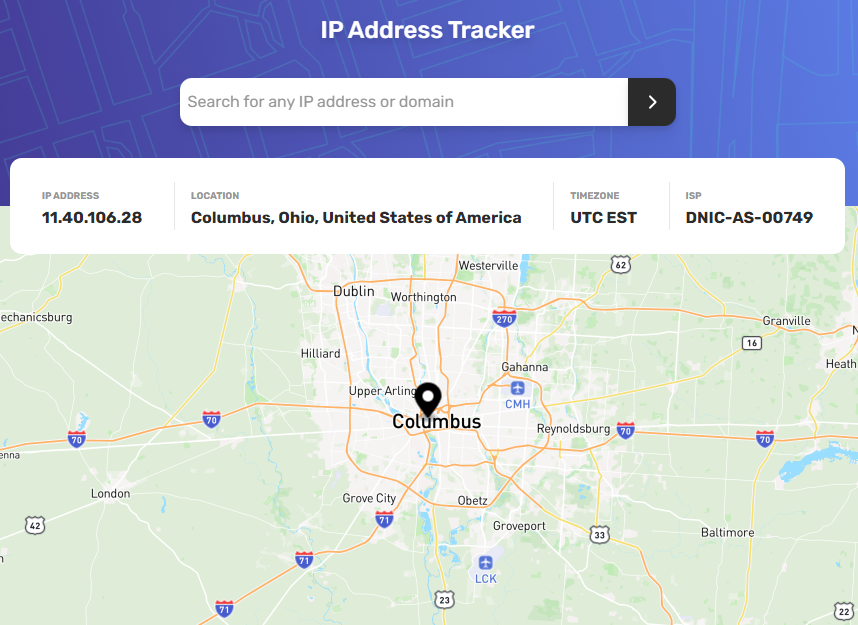 IP Address Tracker
Search for any IP address or domain
IP ADDRESS
11.40.106.28
LOCATION
Columbus, Ohio, United States of America
TIMEZONE
UTC EST
ISP
DNIC-AS-00749
Westerville
62
Dublin
Worthington
echanicsburg
270
Granville
16
Hilliard
Heath
Gahanna
Upper Arling
CMH
Columbus
70
70
Reynoldsburg
70
70
enna
London
Grove City
Obetz
42
71
Groveport
33
Baltimore
71
LCK
23
71
22